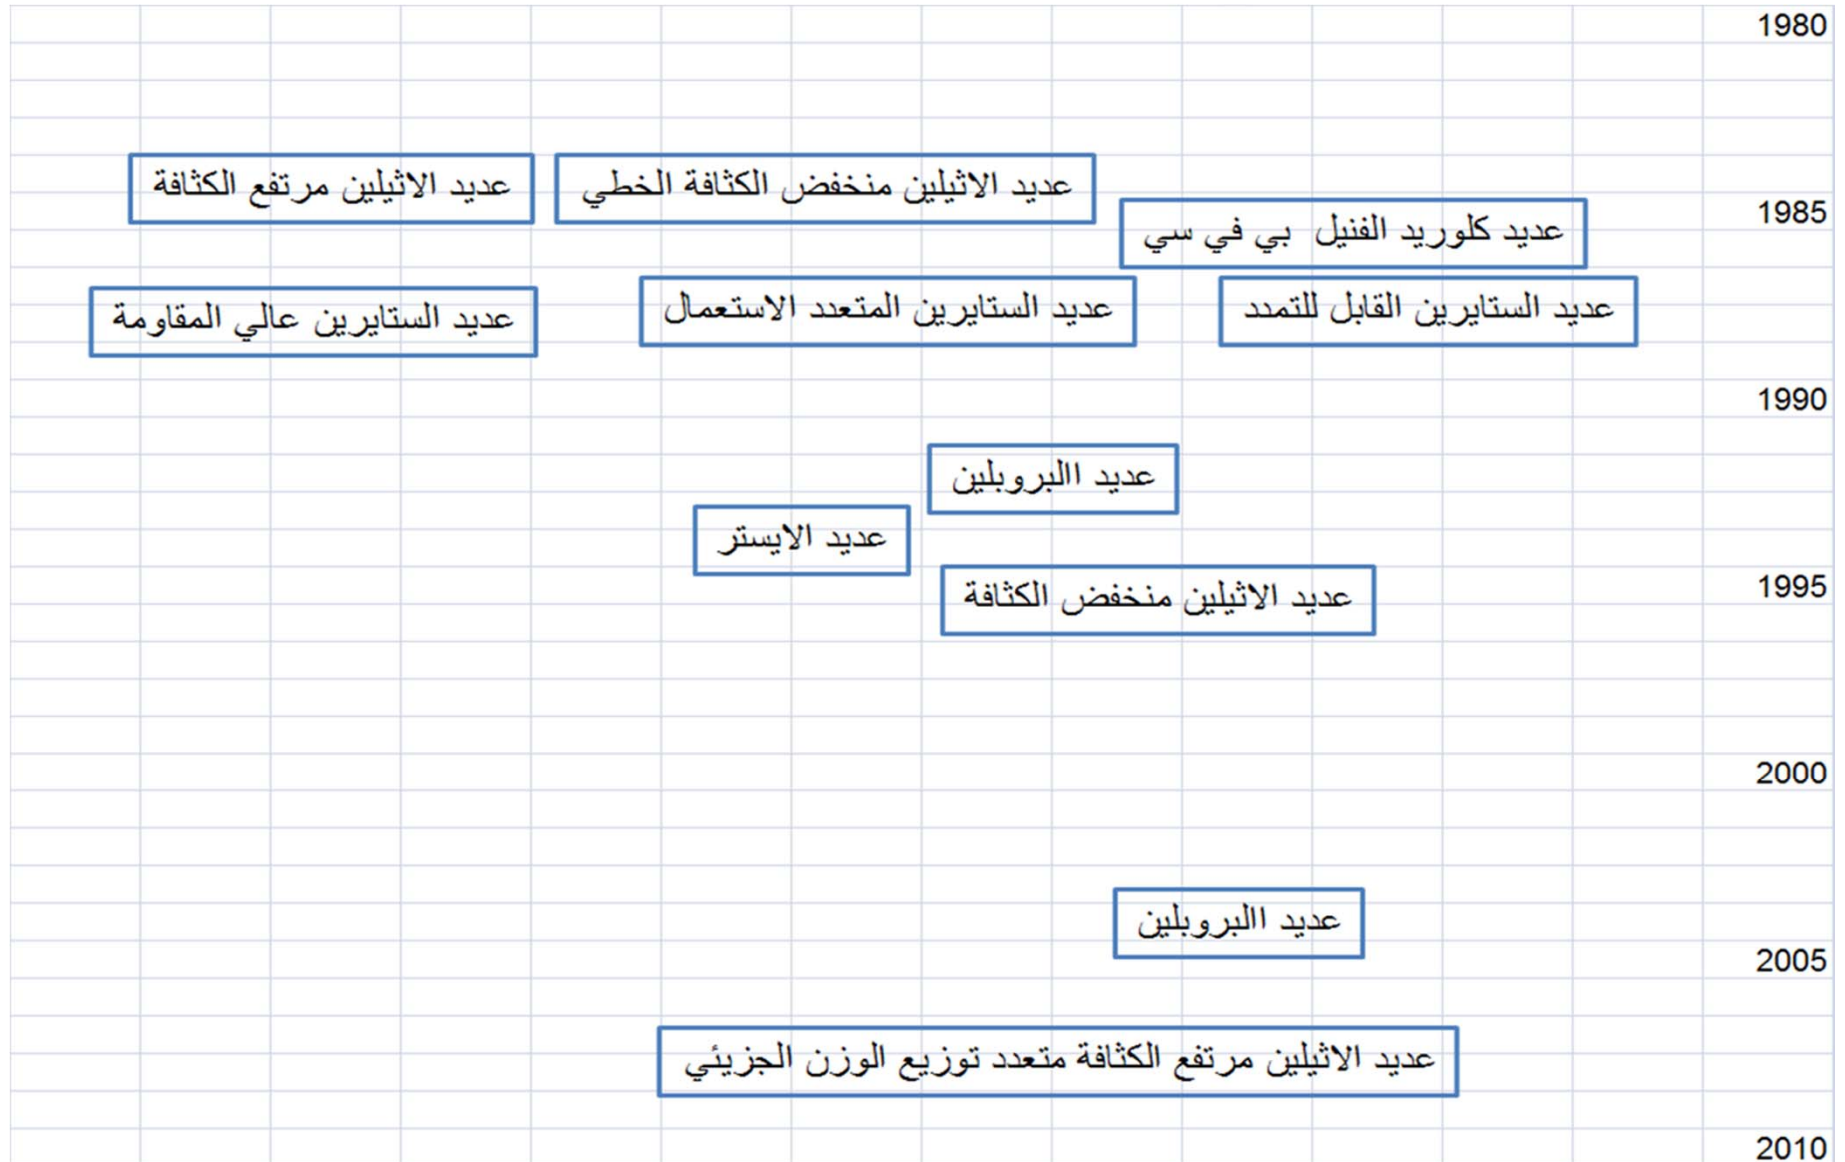 1980
عديد الاثيلين منخفض الكثافة الخطي
عديد الاثيلين مرتفع الكثافة
1985
عديد كلوريد الفنيل بي في سي
عديد الستايرين القابل للتمدد
عديد الستايرين المتعدد الاستعمال
عديد الستايرين عالي المقاومة
1990
عديد االبروبلين
عديد الايستر
1995
عديد الاثيلين منخفض الكثافة
2000
عديد االبروبلين
2005
عديد الاثيلين مرتفع الكثافة متعدد توزيع الوزن الجزيئي
2010